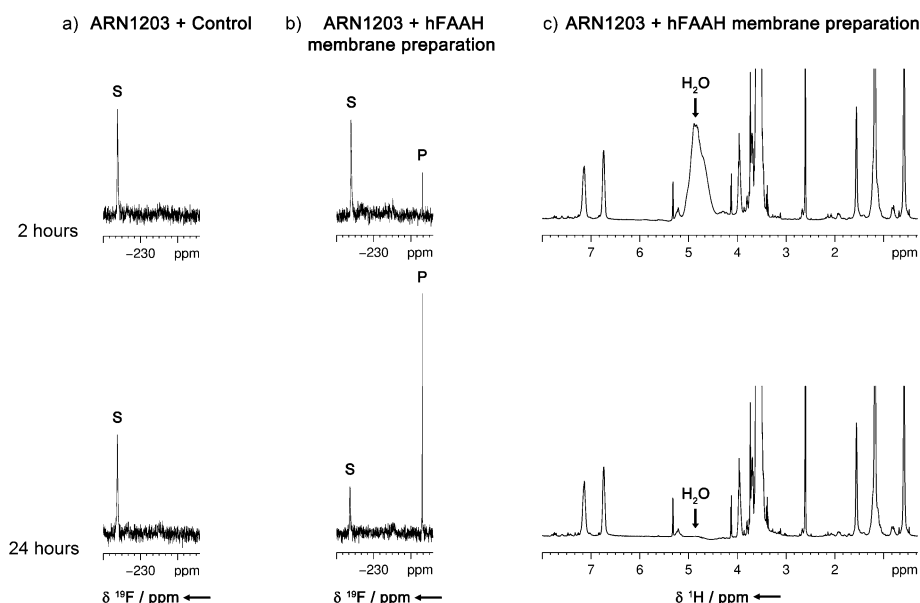 a) ARN1203 + Control
b) ARN1203 + hFAAH
membrane preparation
c) ARN1203 + hFAAH membrane preparation
S
S
P
H₂O
2 hours
−230 ppm
−230 ppm
7 6 5 4 3 2 ppm
S
S
P
H₂O
24 hours
−230 ppm
−230 ppm
7 6 5 4 3 2 ppm
δ ¹⁹F / ppm ←
δ ¹⁹F / ppm ←
δ ¹H / ppm ←